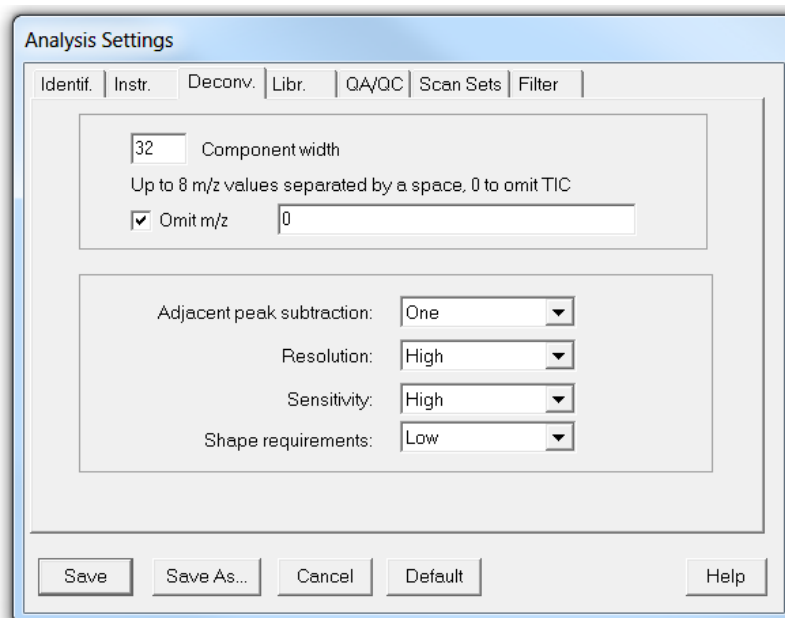 Analysis Settings
Identif. Instr. Deconv. Libr. QA/QC Scan Sets Filter
32 Component width
Up to 8 m/z values separated by a space, 0 to omit TIC
Omit m/z 0
Adjacent peak subtraction: One
Resolution: High
Sensitivity: High
Shape requirements: Low
Save Save As... Cancel Default Help